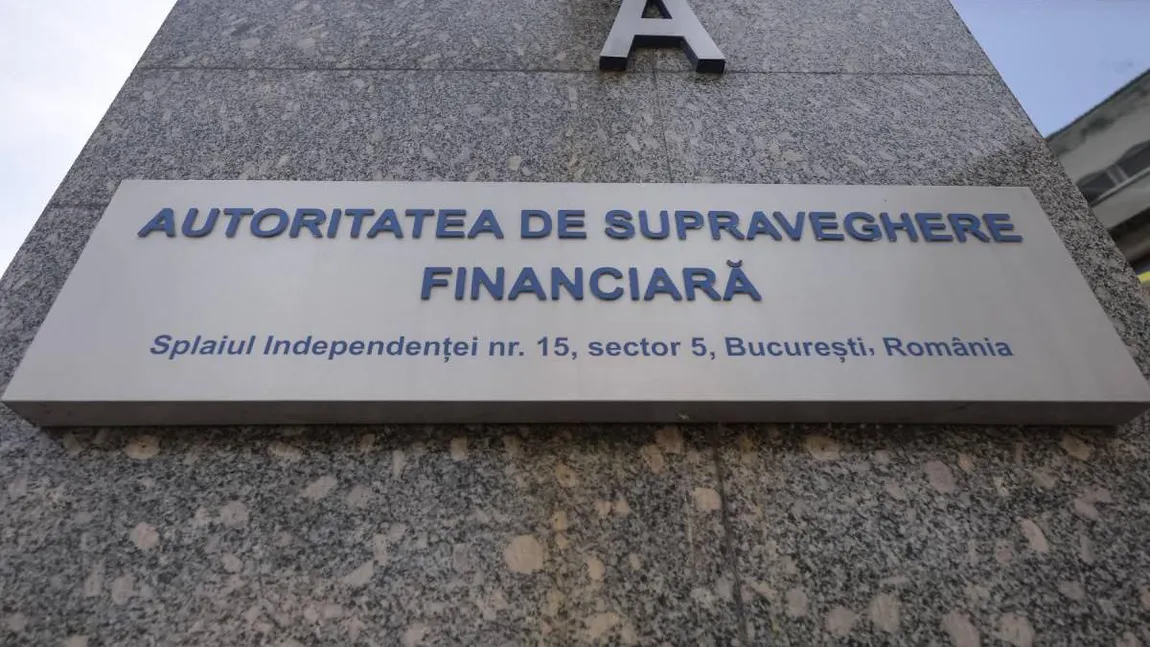 A
AUTORITATEA DE SUPRAVEGHERE
FINANCIARĂ
Splaiul Independenței nr. 15, sector 5, București, România